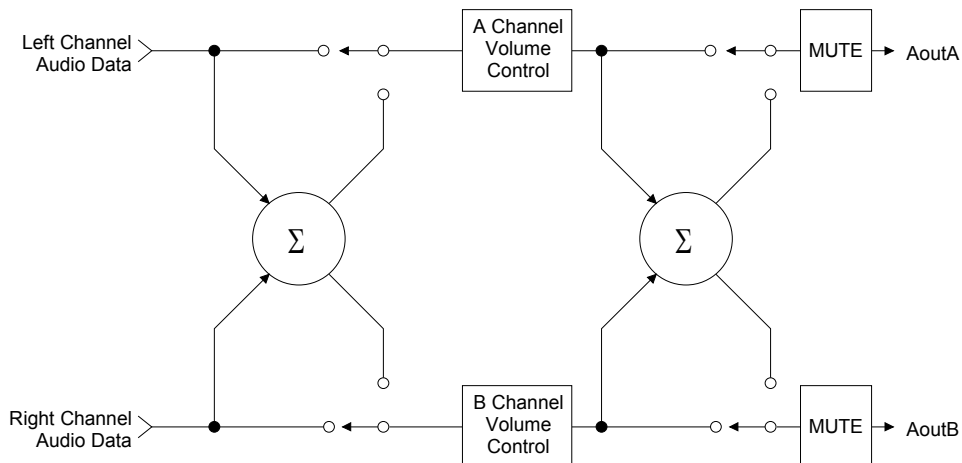 Left Channel
Audio Data
A Channel
Volume
Control
MUTE
AoutA
Σ
Σ
Right Channel
Audio Data
B Channel
Volume
Control
MUTE
AoutB